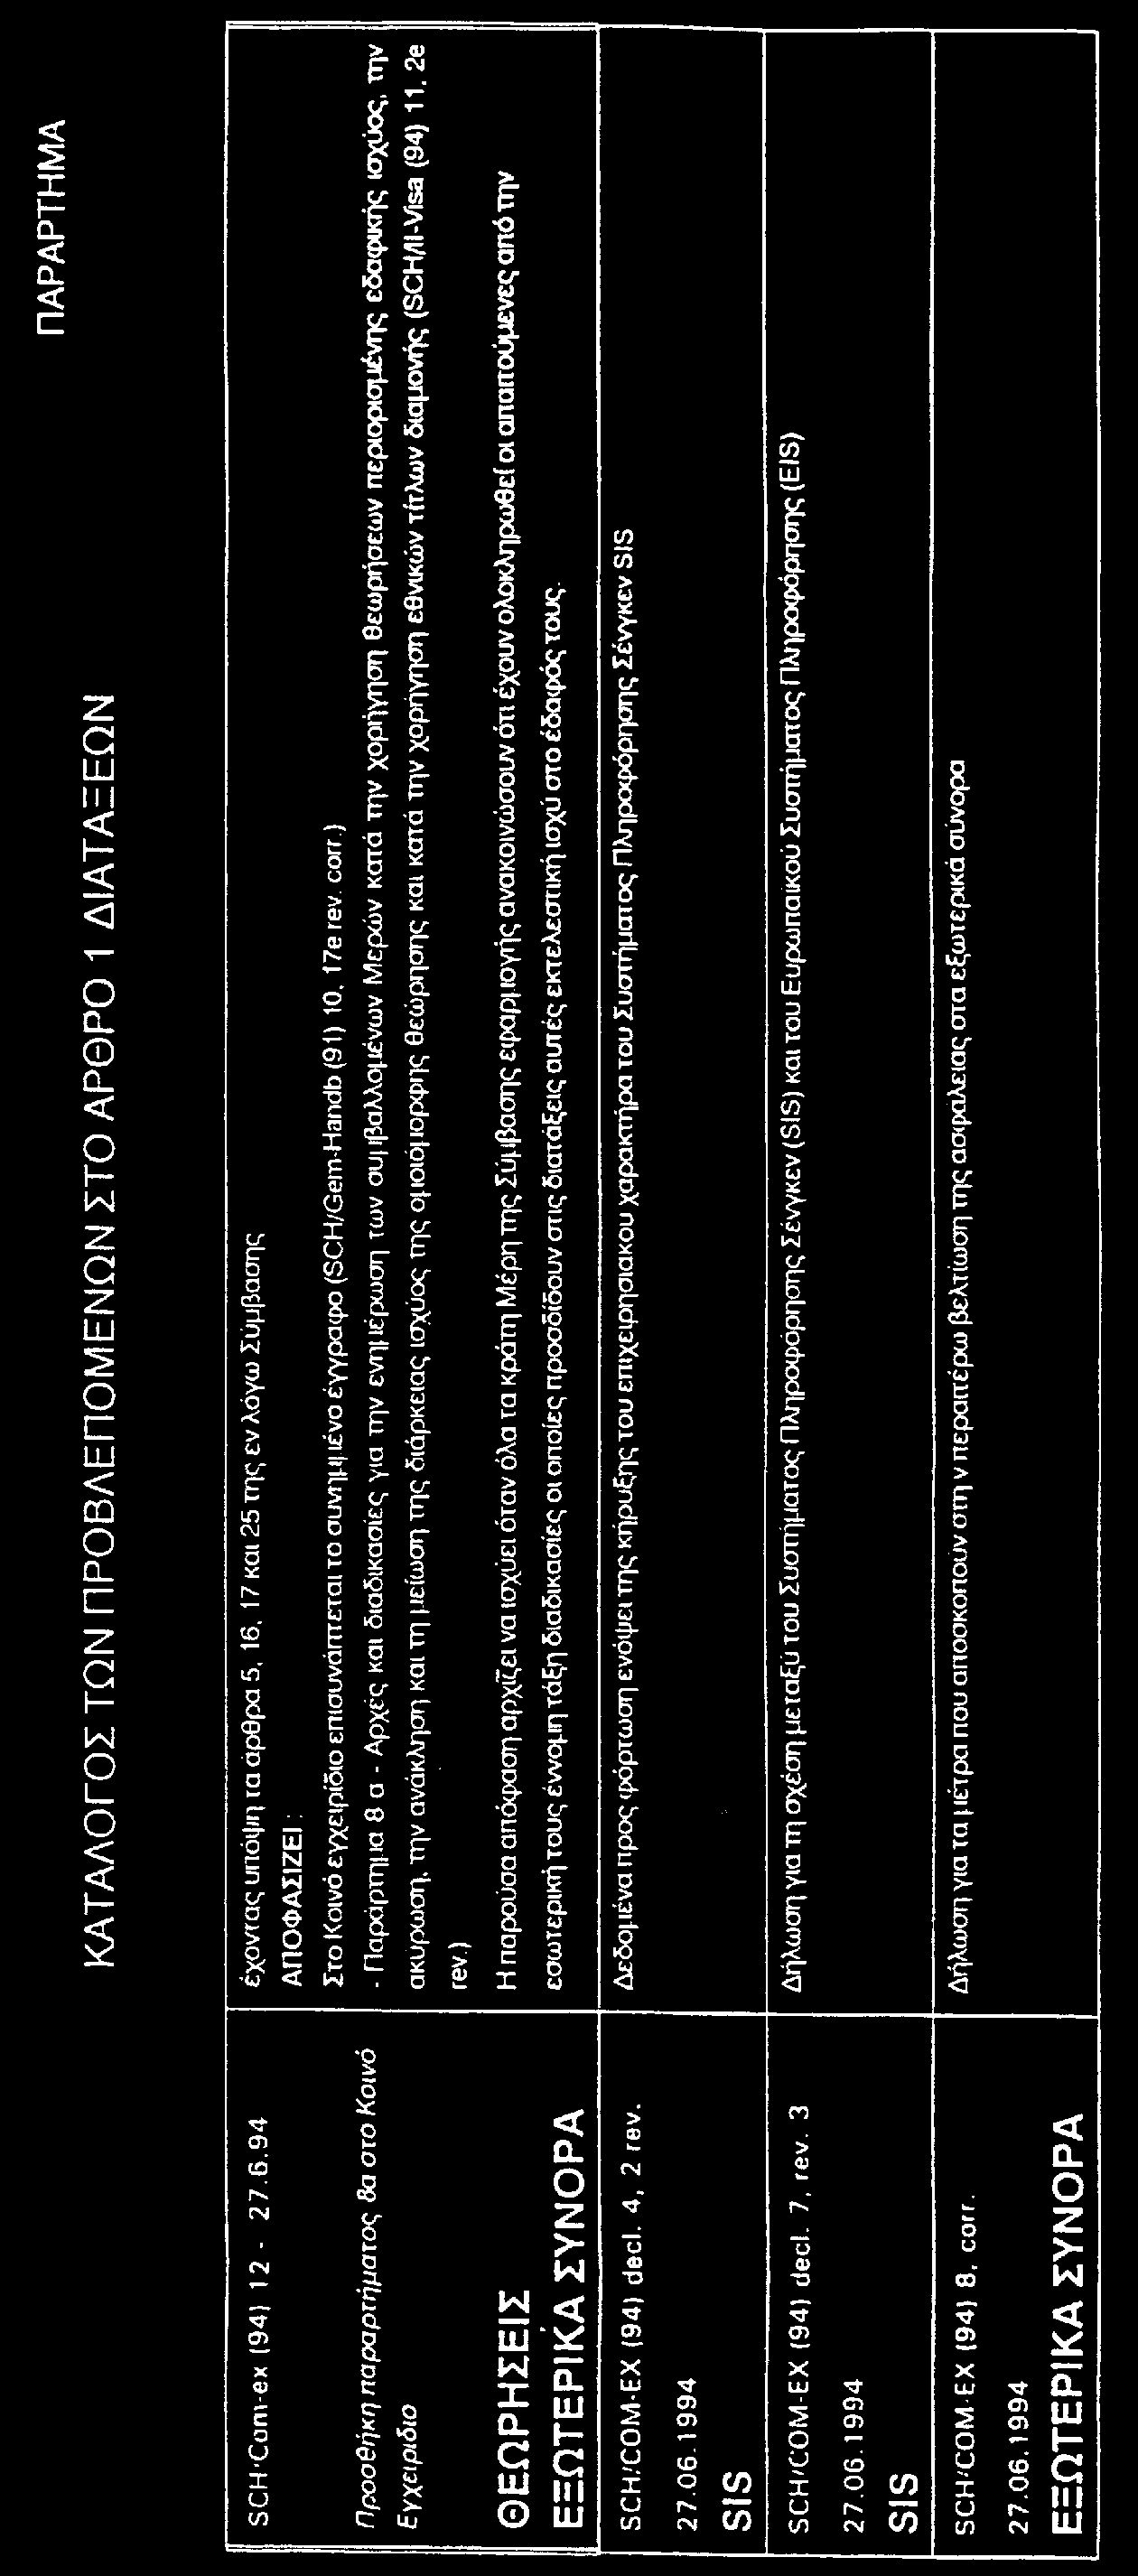 ΠΑΡΑΡΤΗΜΑ
ΚΑΤΑΛΟΓΟΣ ΤΩΝ ΠΡΟΒΛΕΠΟΜΕΝΩΝ ΣΤΟ ΑΡΘΡΟ 1 ΔΙΑΤΑΞΕΩΝ
SCH/Com-ex (94) 12 - 27.6.94
Προσθήκη παραρτήματος 8α στο Κοινό
Εγχειρίδιο
ΘΕΩΡΗΣΕΙΣ
ΕΞΩΤΕΡΙΚΑ ΣΥΝΟΡΑ
έχοντας υπόψη τα άρθρα 5, 16, 17 και 25 της εν λόγω Σύμβασης
ΑΠΟΦΑΣΙΖΕΙ :
Στο Κοινό εγχειρίδιο επισυνάπτεται το συνημμένο έγγραφο (SCH/Gem-Handb (91) 10, 17e rev. corr.)
- Παράρτημα 8 α - Αρχές και διαδικασίες για την ενημέρωση των συμβαλλομένων Μερών κατά την χορήγηση θεωρήσεων περιορισμένης εδαφικής ισχύος, την
ακύρωση, την ανάκληση και τη μείωση της διάρκειας ισχύος της ομοιόμορφης θεώρησης και κατά την χορήγηση εθνικών τίτλων διαμονής (SCH/II-Visa (94) 11, 2e
rev.)
Η παρούσα απόφαση αρχίζει να ισχύει όταν όλα τα κράτη Μέρη της Σύμβασης εφαρμογής ανακοινώσουν ότι έχουν ολοκληρωθεί οι απαιτούμενες από την
εσωτερική τους έννομη τάξη διαδικασίες οι οποίες προσδίδουν στις διατάξεις αυτές εκτελεστική ισχύ στο έδαφός τους.
SCH/COM-EX (94) decl. 4, 2 rev.
27.06.1994
SIS
Δεδομένα προς φόρτωση ενόψει της κήρυξης του επιχειρησιακου χαρακτήρα του Συστήματος Πληροφόρησης Σένγκεν SIS
SCH/COM-EX (94) decl. 7, rev. 3
27.06.1994
SIS
Δήλωση για τη σχέση μεταξύ του Συστήματος Πληροφόρησης Σένγκεν (SIS) και του Ευρωπαικού Συστήματος Πληροφόρησης (EIS)
SCH/COM-EX (94) 8, corr.
27.06.1994
ΕΞΩΤΕΡΙΚΑ ΣΥΝΟΡΑ
Δήλωση για τα μέτρα που αποσκοπούν στην περαιτέρω βελτίωση της ασφάλειας στα εξωτερικά σύνορα